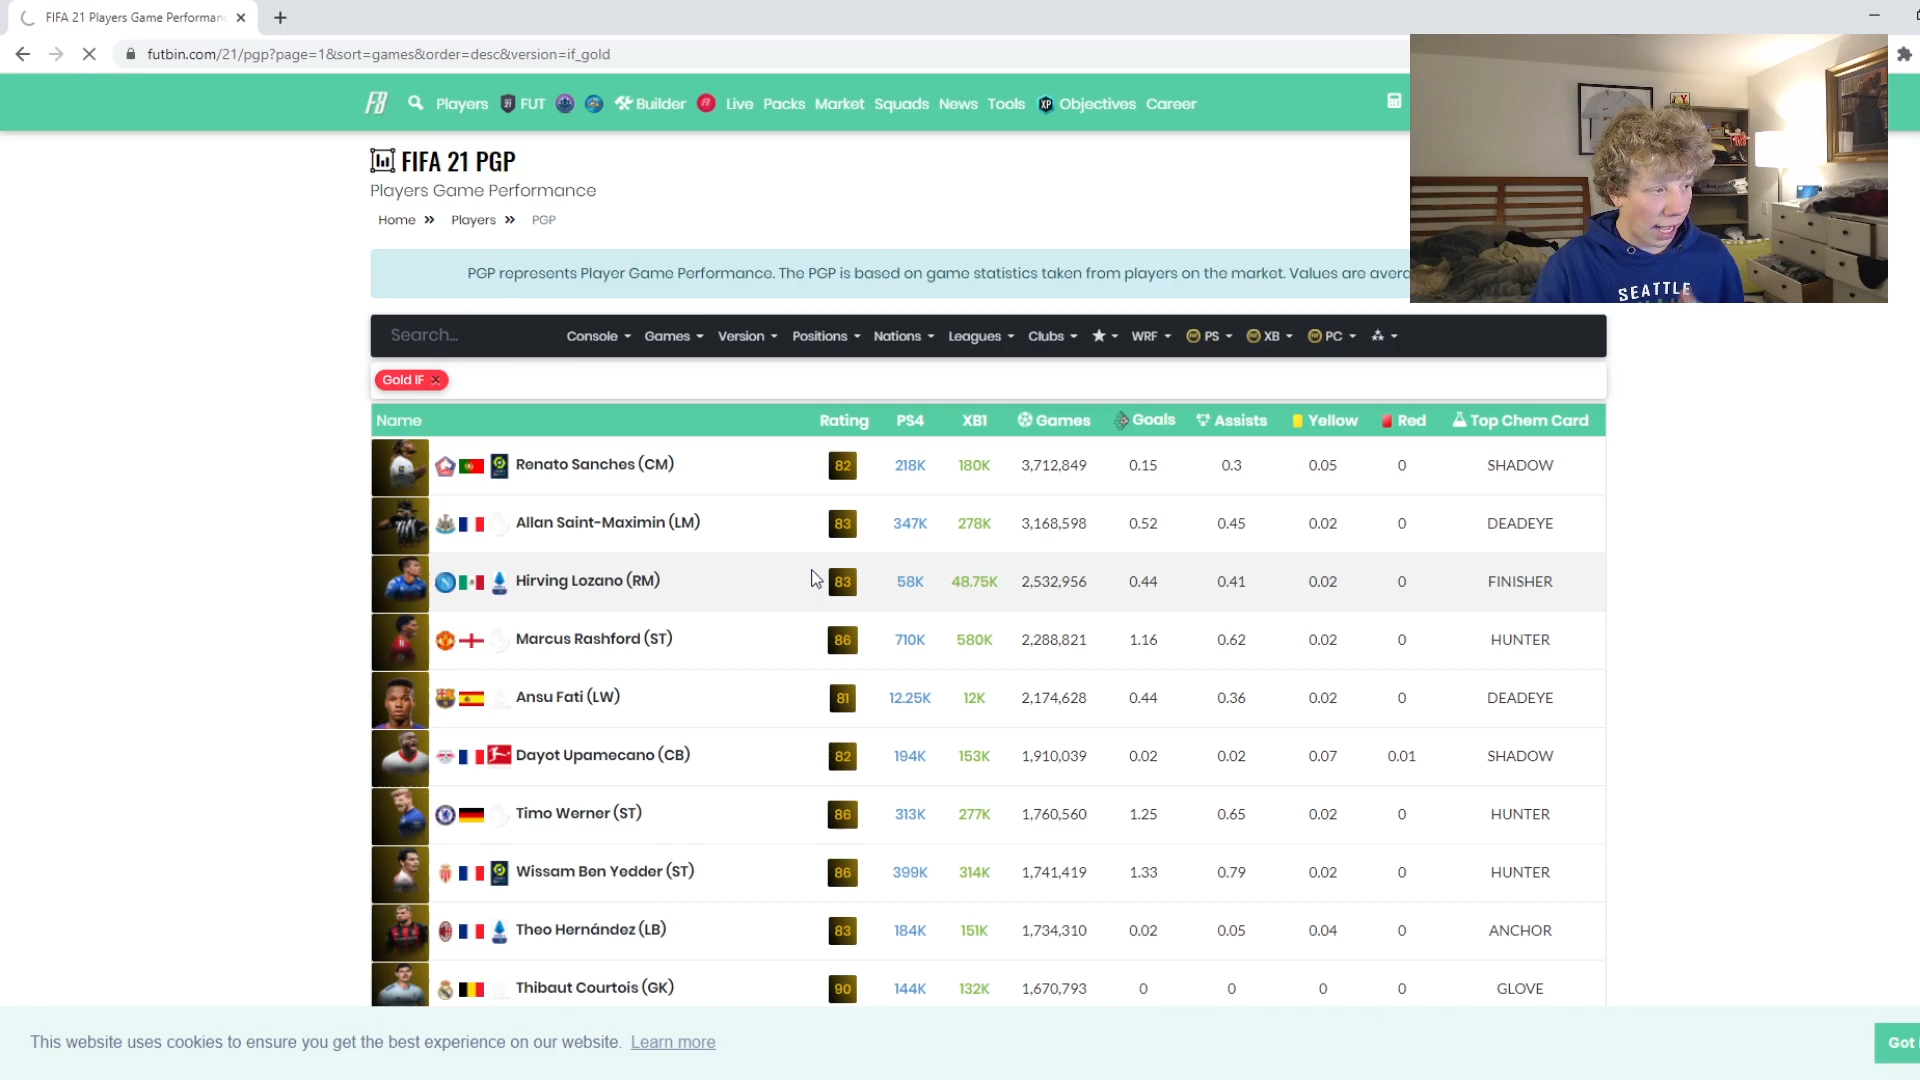 FIFA 21 Players Game Performan
futbin.com/21/pgp?page=1&sort=games&order=desc&version=if_gold
FB Players FUT Builder Live Packs Market Squads News Tools XP Objectives Career
FIFA 21 PGP
Players Game Performance
Home » Players » PGP
PGP represents Player Game Performance. The PGP is based on game statistics taken from players on the market. Values are avera
SEATTLE
Search... Console Games Version Positions Nations Leagues Clubs WRF PS XB PC
Gold IF ×
Name Rating PS4 XB1 Games Goals Assists Yellow Red Top Chem Card
Renato Sanches (CM) 82 218K 180K 3,712,849 0.15 0.3 0.05 0 SHADOW
Allan Saint-Maximin (LM) 83 347K 278K 3,168,598 0.52 0.45 0.02 0 DEADEYE
Hirving Lozano (RM) 83 58K 48.75K 2,532,956 0.44 0.41 0.02 0 FINISHER
Marcus Rashford (ST) 86 710K 580K 2,288,821 1.16 0.62 0.02 0 HUNTER
Ansu Fati (LW) 81 12.25K 12K 2,174,628 0.44 0.36 0.02 0 DEADEYE
Dayot Upamecano (CB) 82 194K 153K 1,910,039 0.02 0.02 0.07 0.01 SHADOW
Timo Werner (ST) 86 313K 277K 1,760,560 1.25 0.65 0.02 0 HUNTER
Wissam Ben Yedder (ST) 86 399K 314K 1,741,419 1.33 0.79 0.02 0 HUNTER
Theo Hernández (LB) 83 184K 151K 1,734,310 0.02 0.05 0.04 0 ANCHOR
Thibaut Courtois (GK) 90 144K 132K 1,670,793 0 0 0 0 GLOVE
This website uses cookies to ensure you get the best experience on our website. Learn more
Got